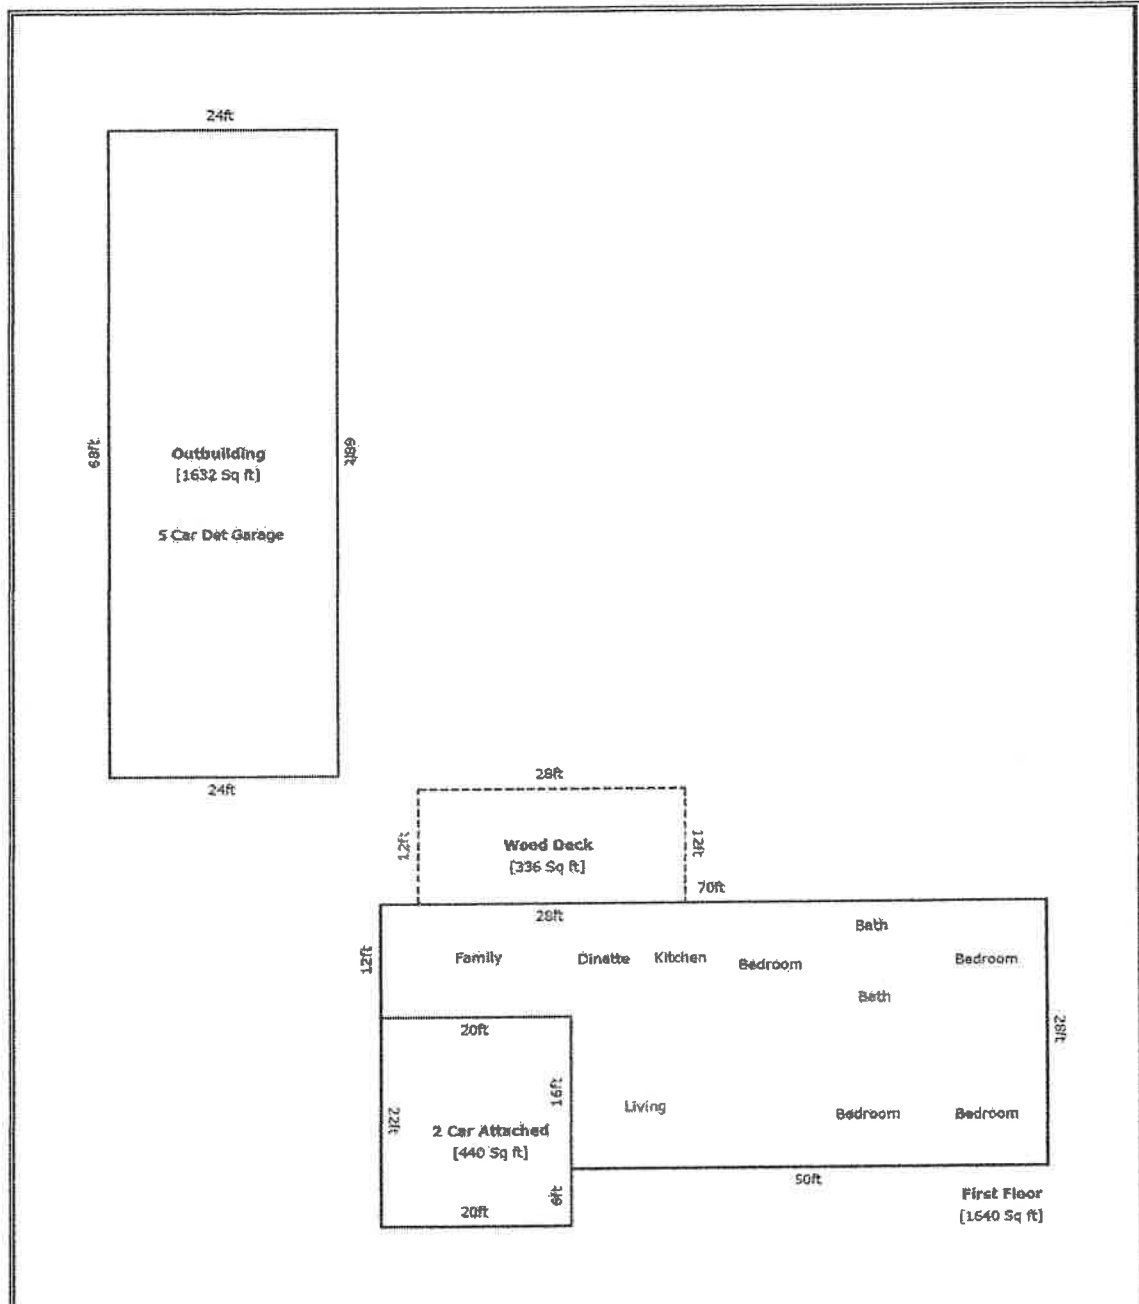 24ft
68ft
Outbuilding
[1632 Sq ft]
68ft
5 Car Det Garage
24ft
28ft
12ft
Wood Deck
[336 Sq ft]
12ft
70ft
28ft
12ft
Family
Dinette
Kitchen
Bedroom
Bath
Bath
Bedroom
28ft
20ft
22ft
16ft
2 Car Attached
[440 Sq ft]
6ft
20ft
Living
Bedroom
Bedroom
50ft
First Floor
[1640 Sq ft]